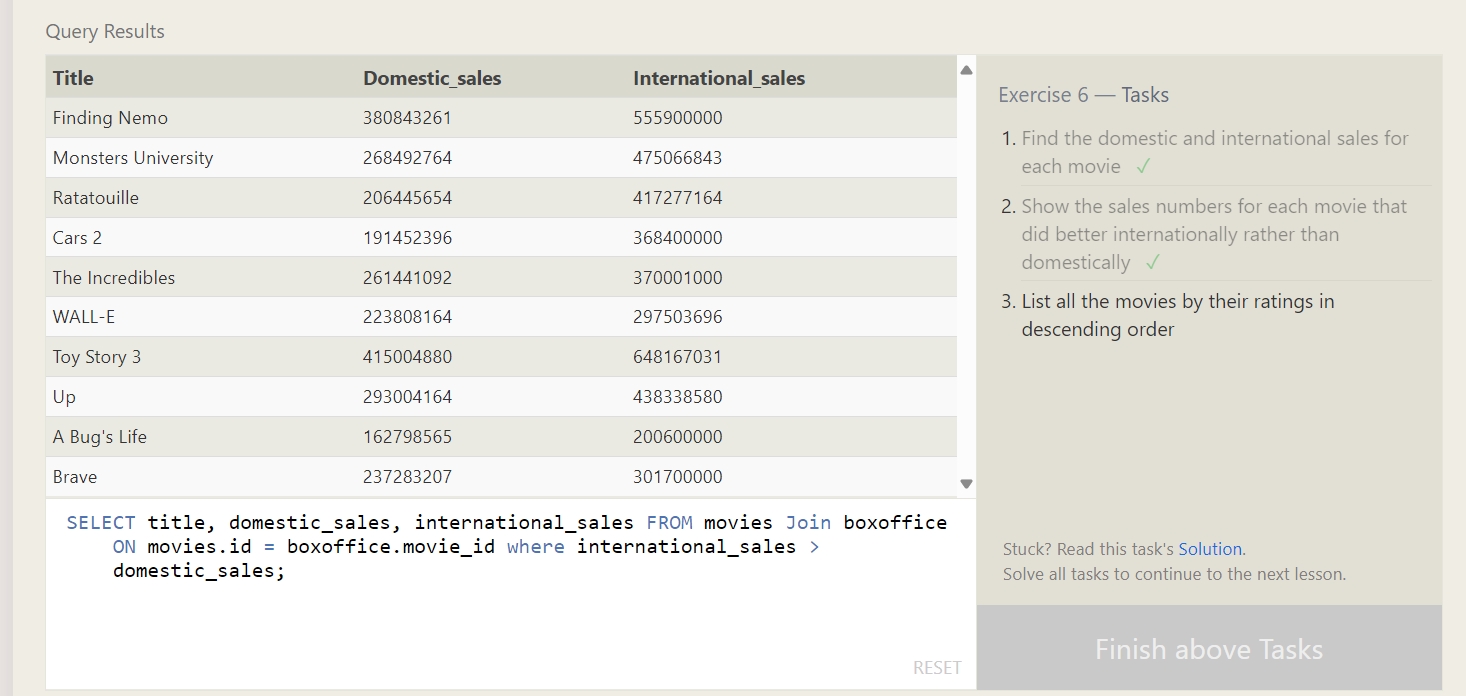 Query Results
Title Domestic_sales International_sales
Finding Nemo 380843261 555900000
Monsters University 268492764 475066843
Ratatouille 206445654 417277164
Cars 2 191452396 368400000
The Incredibles 261441092 370001000
WALL-E 223808164 297503696
Toy Story 3 415004880 648167031
Up 293004164 438338580
A Bug's Life 162798565 200600000
Brave 237283207 301700000
SELECT title, domestic_sales, international_sales FROM movies Join boxoffice
ON movies.id = boxoffice.movie_id where international_sales >
domestic_sales;
RESET
Exercise 6 — Tasks
1. Find the domestic and international sales for
each movie ✓
2. Show the sales numbers for each movie that
did better internationally rather than
domestically ✓
3. List all the movies by their ratings in
descending order
Stuck? Read this task's Solution.
Solve all tasks to continue to the next lesson.
Finish above Tasks